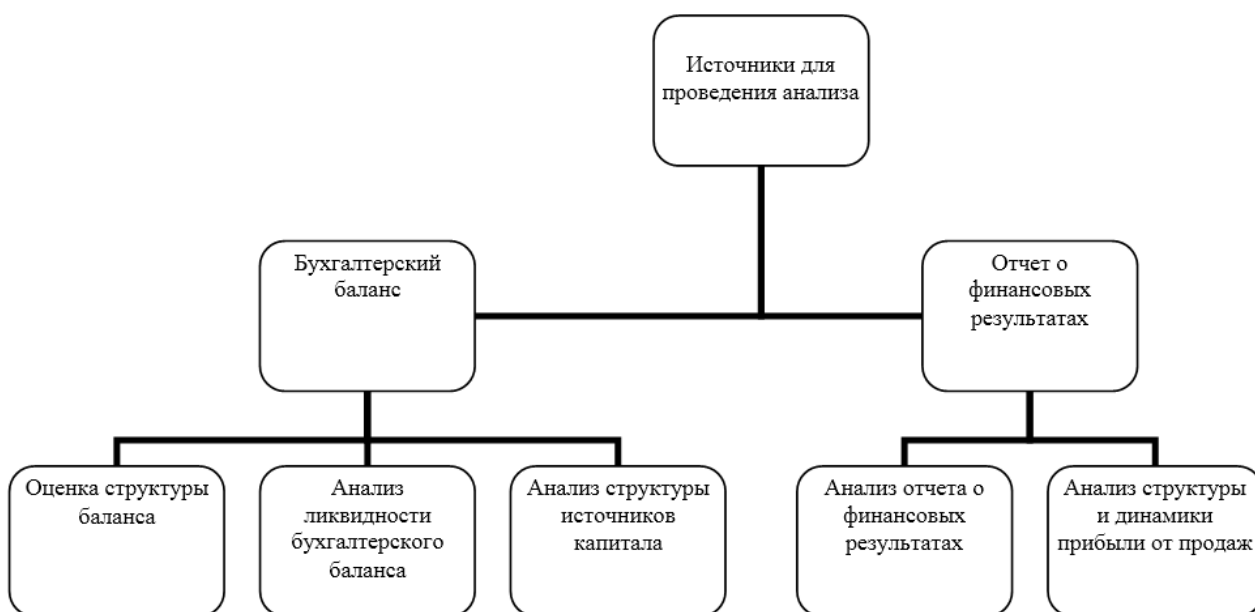 Источники для
проведения анализа
Бухгалтерский
баланс
Отчет о
финансовых
результатах
Оценка структуры
баланса
Анализ
ликвидности
бухгалтерского
баланса
Анализ структуры
источников
капитала
Анализ отчета о
финансовых
результатах
Анализ структуры
и динамики
прибыли от продаж